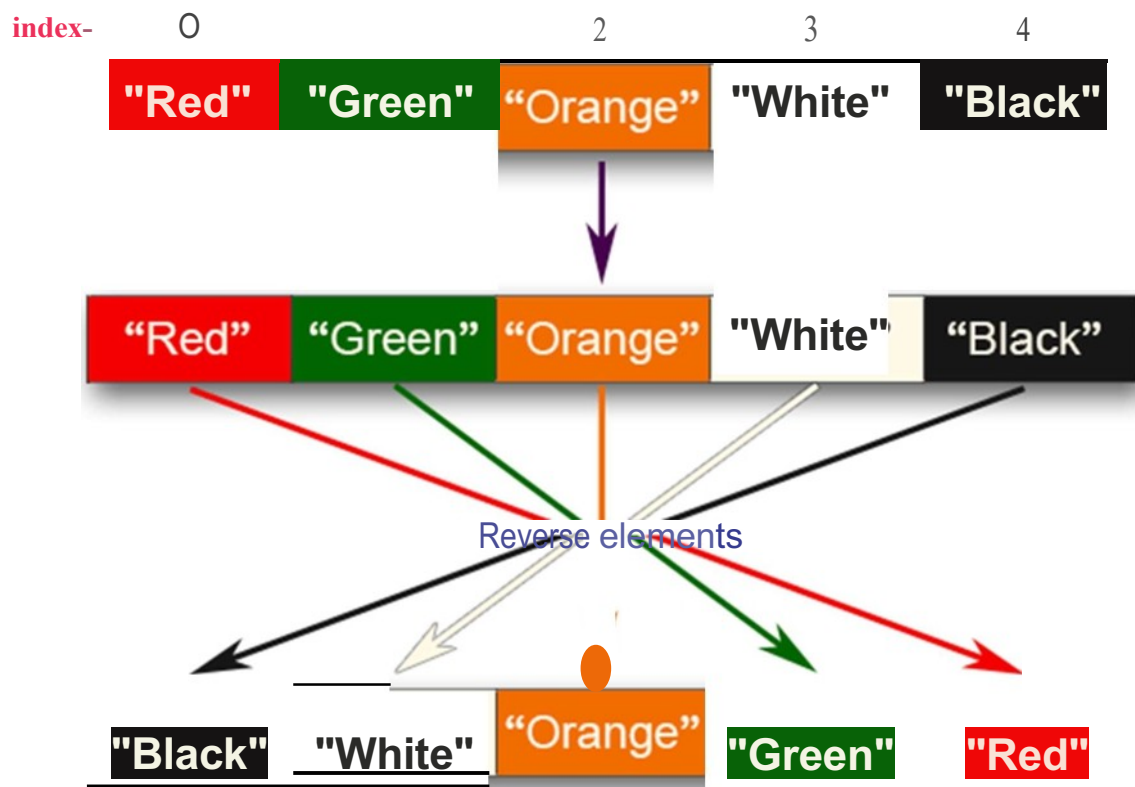 index- 0 2 3 4
"Red" "Green" “Orange” "White" "Black"
“Red” “Green” “Orange” "White" “Black”
Reverse elements
"Black" "White" “Orange” "Green" "Red"